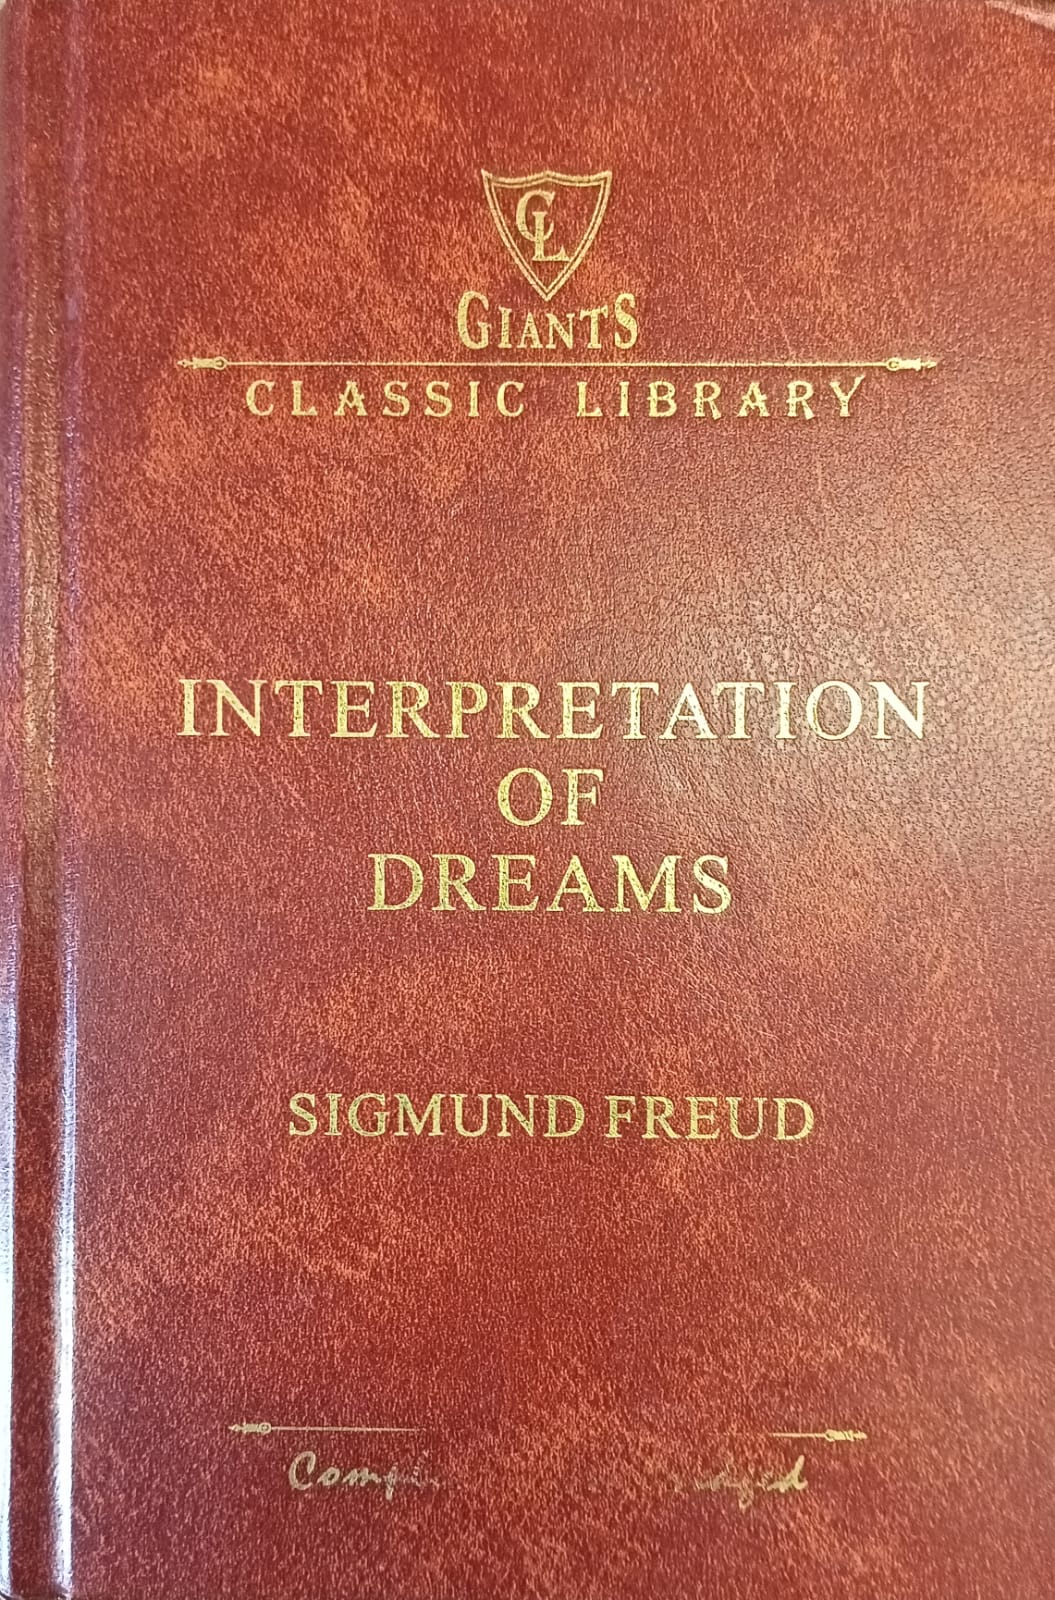 CL
GIANTS
CLASSIC LIBRARY
INTERPRETATION
OF
DREAMS
SIGMUND FREUD